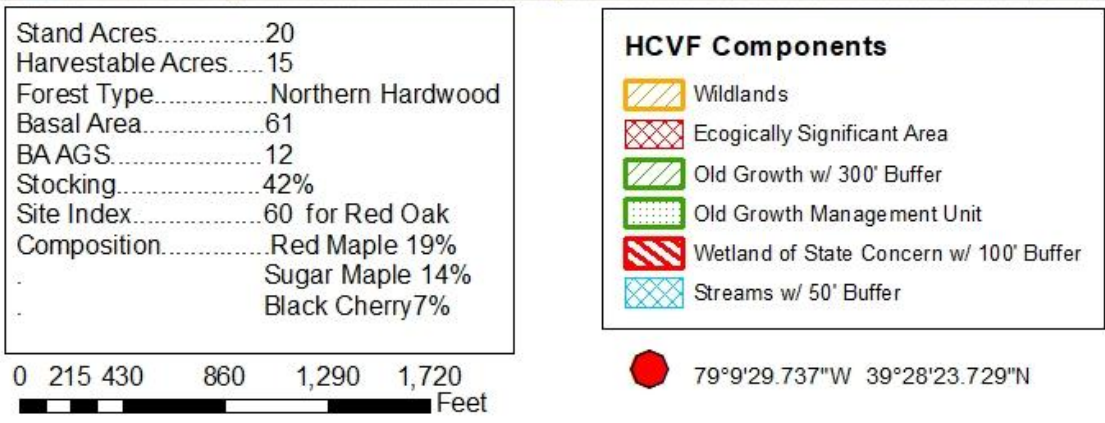 Stand Acres..............20
Harvestable Acres.....15
Forest Type...............Northern Hardwood
Basal Area...............61
BA AGS...................12
Stocking...................42%
Site Index................60 for Red Oak
Composition.............Red Maple 19%
. Sugar Maple 14%
. Black Cherry7%
0 215 430 860 1,290 1,720
Feet
HCVF Components
Wildlands
Ecogically Significant Area
Old Growth w/ 300' Buffer
Old Growth Management Unit
Wetland of State Concern w/ 100' Buffer
Streams w/ 50' Buffer
79°9'29.737"W 39°28'23.729"N